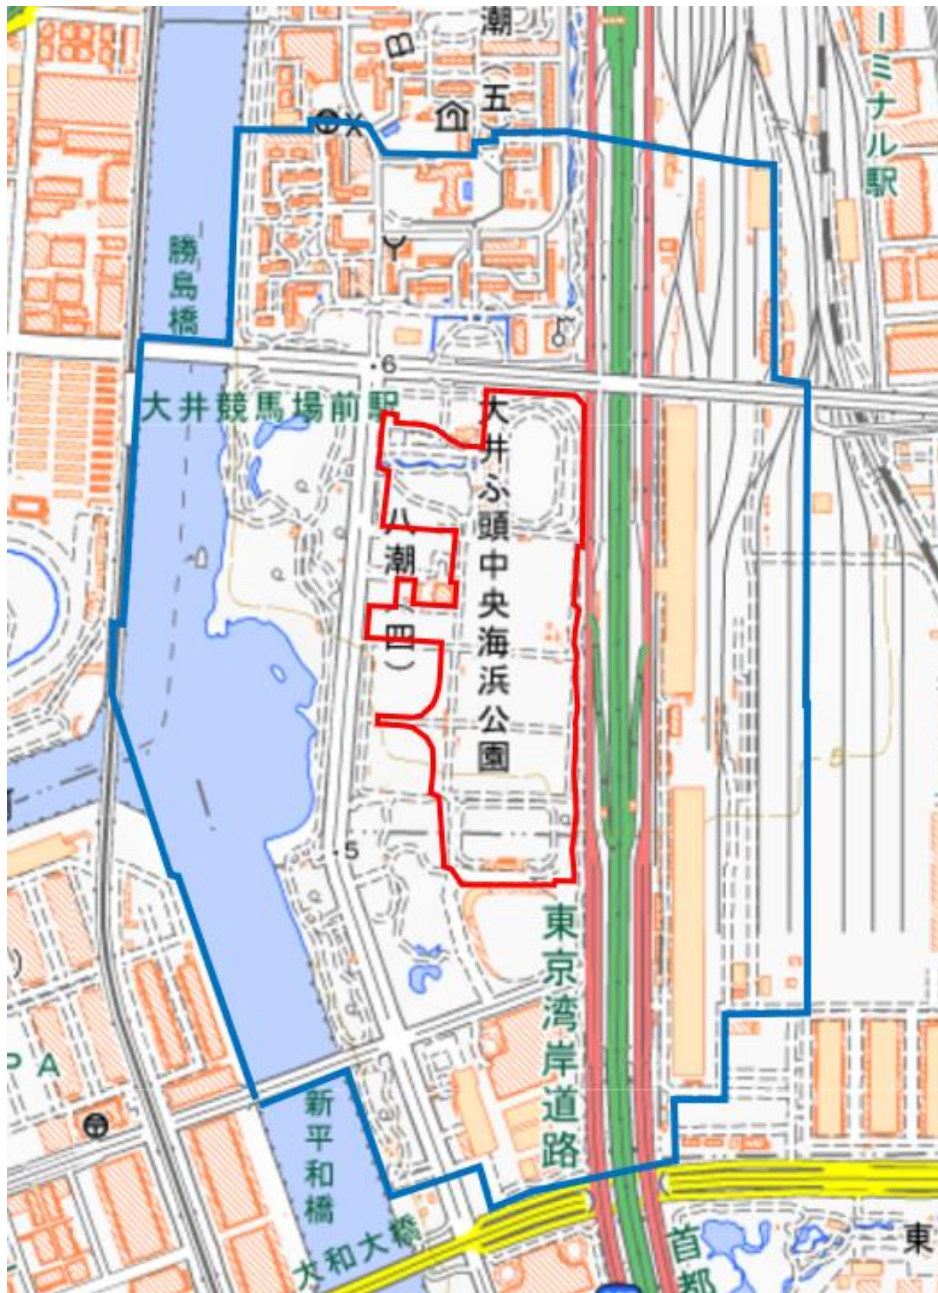 潮(五)
ーミナル駅
勝島橋
6
大井競馬場前駅
大井ふ頭中央海浜公園
八潮(四)
5
東京湾岸道路
PA
新平和橋
大和大橋
首都
東